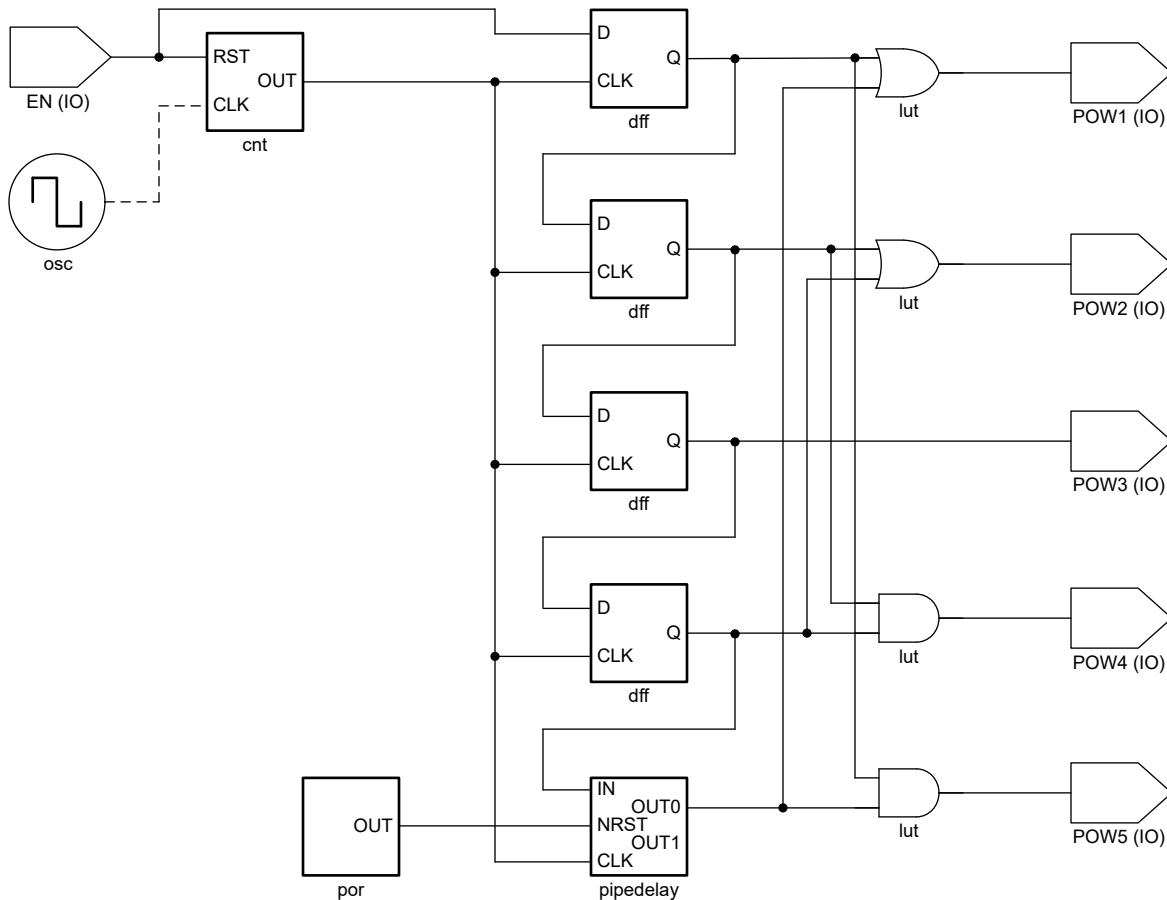 EN (IO)
RST
OUT
CLK
cnt
osc
D
Q
CLK
dff
lut
POW1 (IO)
D
Q
CLK
dff
lut
POW2 (IO)
D
Q
CLK
dff
POW3 (IO)
D
Q
CLK
dff
lut
POW4 (IO)
OUT
por
IN
OUT0
NRST
OUT1
CLK
pipedelay
lut
POW5 (IO)